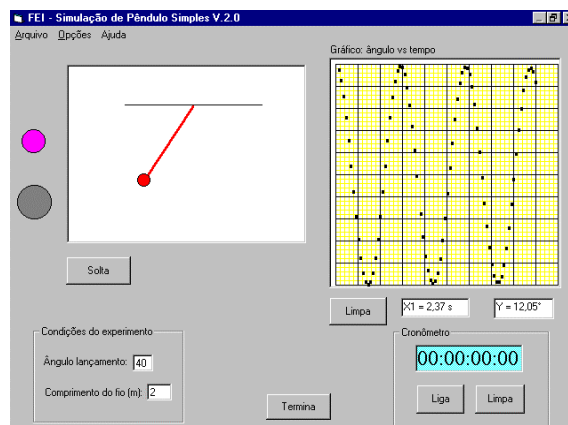 FEI - Simulação de Pêndulo Simples V.2.0
Arquivo Opções Ajuda
Gráfico: ângulo vs tempo
Solta
Limpa
X1 = 2,37 s
Y = 12,05°
Condições do experimento
Ângulo lançamento: 40
Comprimento do fio (m): 2
Termina
Cronômetro
00:00:00:00
Liga
Limpa